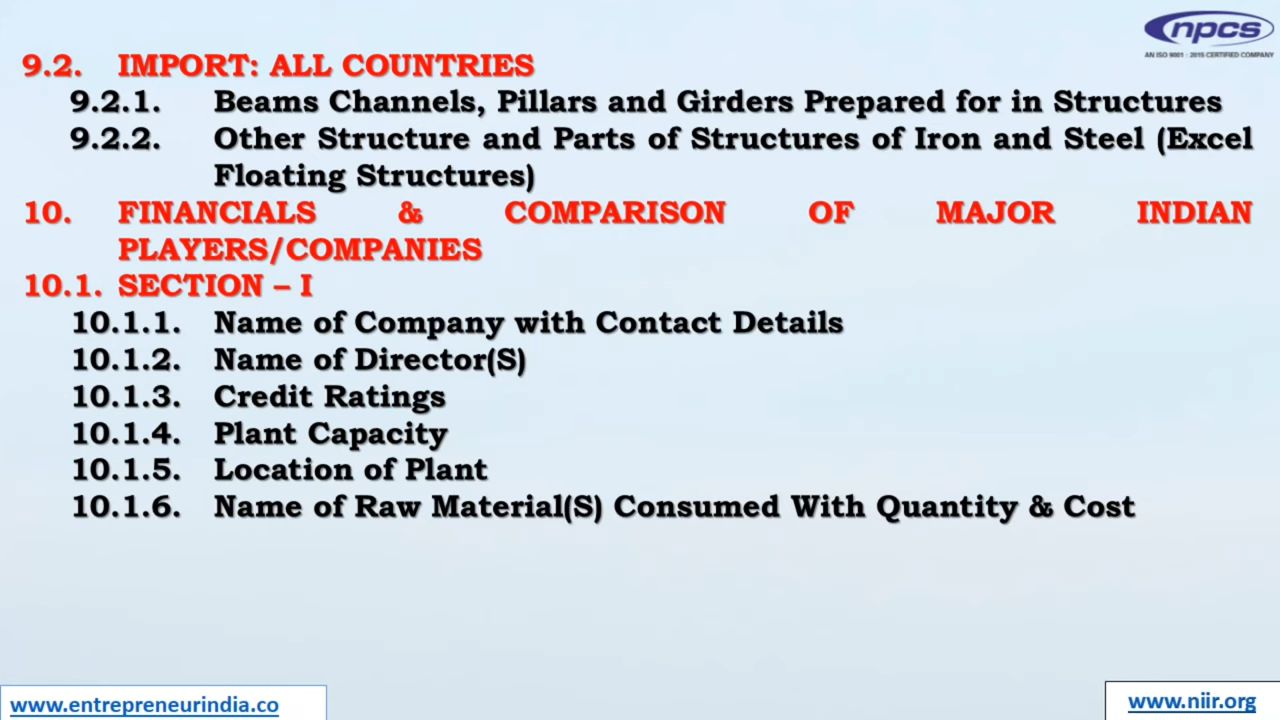 npcs
AN ISO 9001 : 2015 CERTIFIED COMPANY
9.2. IMPORT: ALL COUNTRIES
9.2.1. Beams Channels, Pillars and Girders Prepared for in Structures
9.2.2. Other Structure and Parts of Structures of Iron and Steel (Excel
Floating Structures)
10. FINANCIALS & COMPARISON OF MAJOR INDIAN
PLAYERS/COMPANIES
10.1. SECTION – I
10.1.1. Name of Company with Contact Details
10.1.2. Name of Director(S)
10.1.3. Credit Ratings
10.1.4. Plant Capacity
10.1.5. Location of Plant
10.1.6. Name of Raw Material(S) Consumed With Quantity & Cost
www.entrepreneurindia.co
www.niir.org